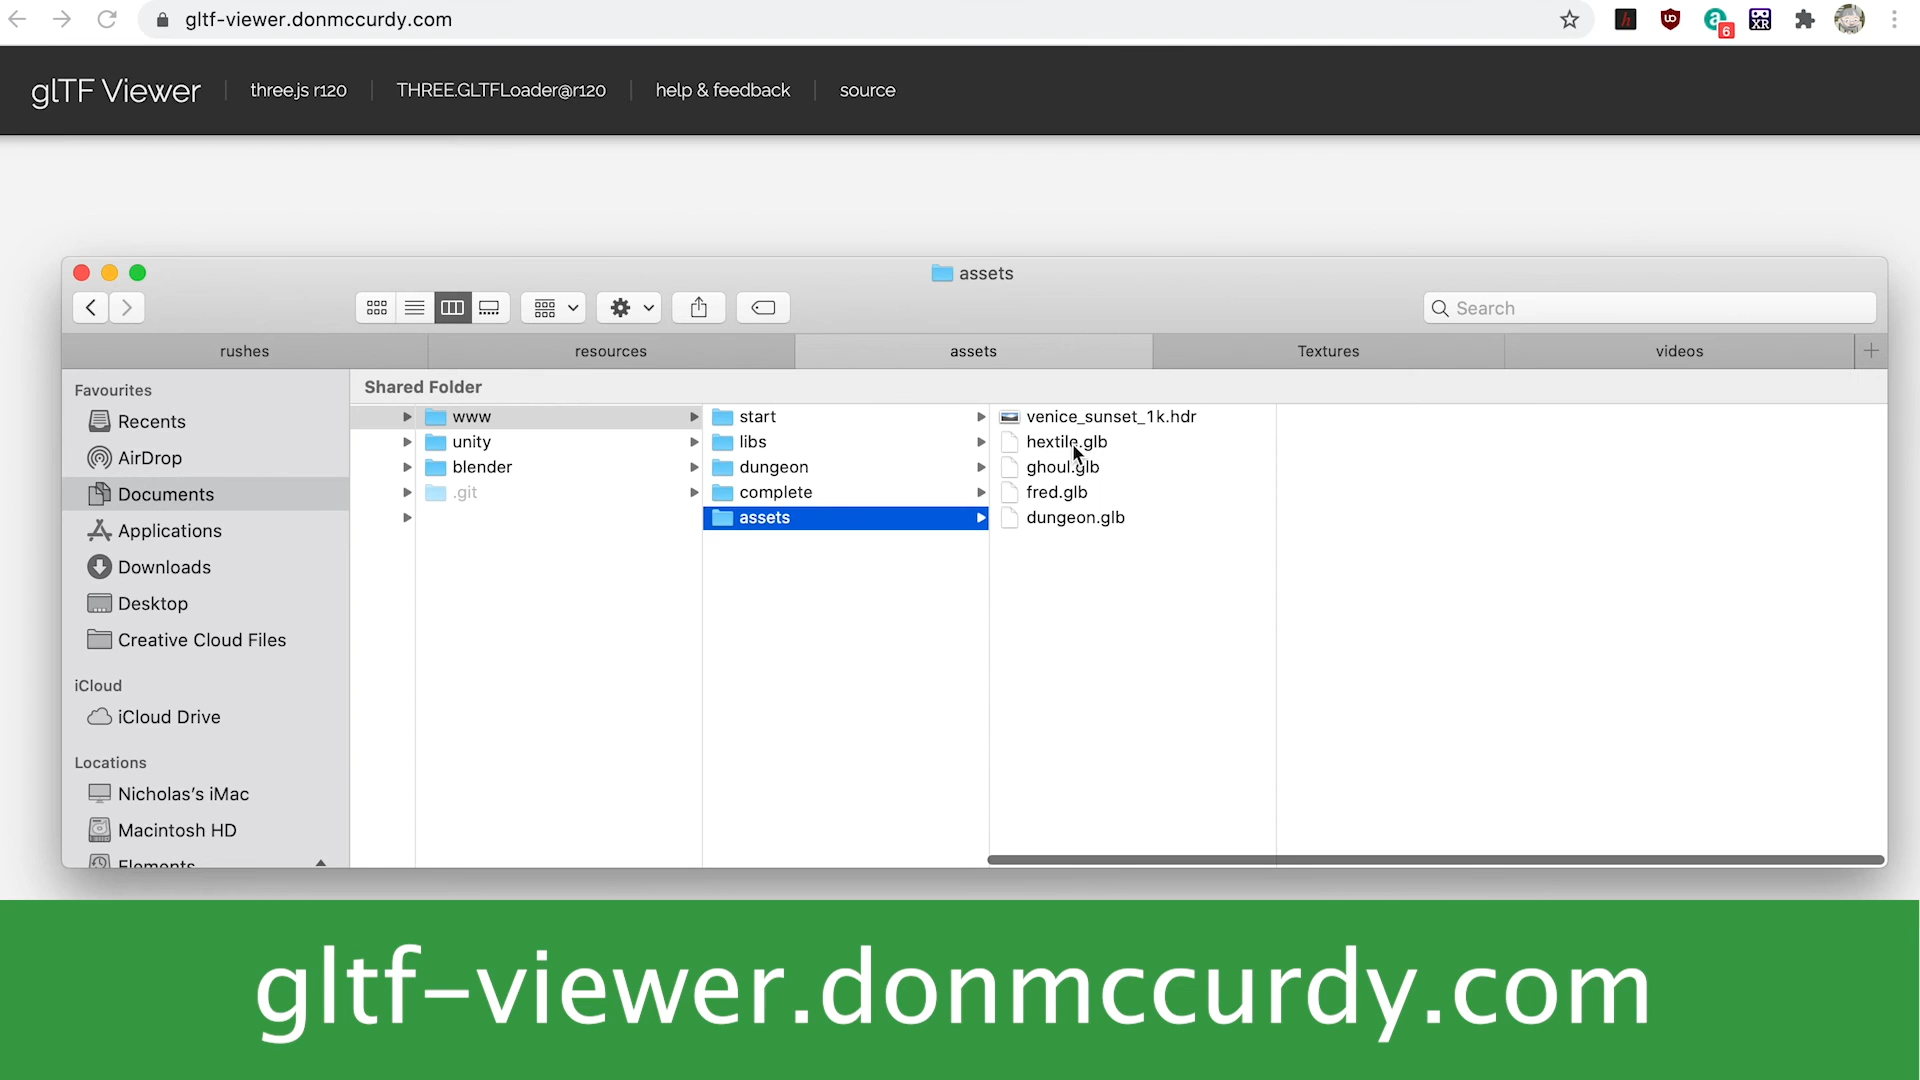 gltf-viewer.donmccurdy.com
6
XR
glTF Viewer
three.js r120
THREE.GLTFLoader@r120
help & feedback
source
assets
Search
rushes
resources
assets
Textures
videos
Favourites
Recents
AirDrop
Documents
Applications
Downloads
Desktop
Creative Cloud Files
iCloud
iCloud Drive
Locations
Nicholas's iMac
Macintosh HD
Elements
Shared Folder
www
unity
blender
.git
start
libs
dungeon
complete
assets
venice_sunset_1k.hdr
hextile.glb
ghoul.glb
fred.glb
dungeon.glb
gltf-viewer.donmccurdy.com